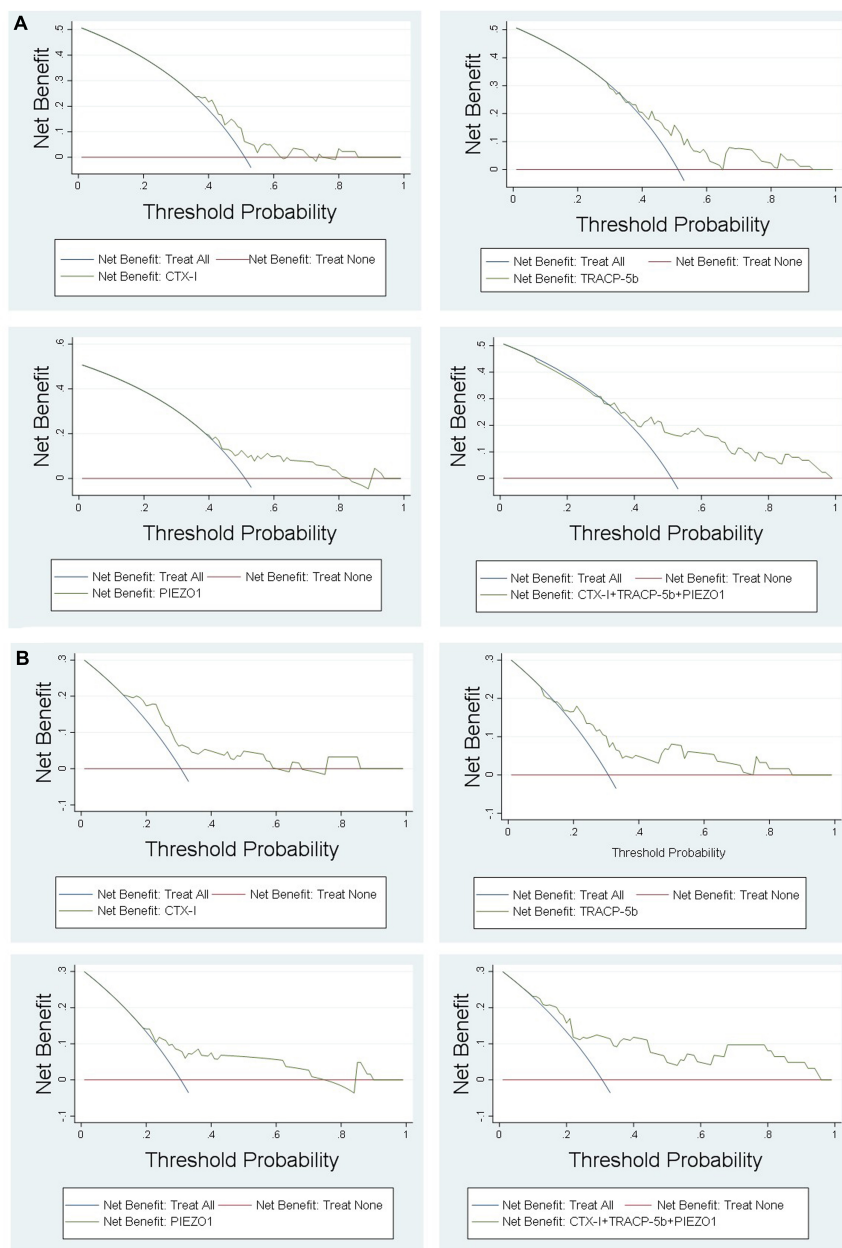 A
Net Benefit
.5
.4
.3
.2
.1
0
0 .2 .4 .6 .8 1
Threshold Probability
Net Benefit: Treat All Net Benefit: Treat None
Net Benefit: CTX-I
Net Benefit
.5
.4
.3
.2
.1
0
0 .2 .4 .6 .8 1
Threshold Probability
Net Benefit: Treat All Net Benefit: Treat None
Net Benefit: TRACP-5b
Net Benefit
.6
.4
.2
0
0 .2 .4 .6 .8 1
Threshold Probability
Net Benefit: Treat All Net Benefit: Treat None
Net Benefit: PIEZO1
Net Benefit
.5
.4
.3
.2
.1
0
0 .2 .4 .6 .8 1
Threshold Probability
Net Benefit: Treat All Net Benefit: Treat None
Net Benefit: CTX-I+TRACP-5b+PIEZO1
B
Net Benefit
.3
.2
.1
0
-.1
0 .2 .4 .6 .8 1
Threshold Probability
Net Benefit: Treat All Net Benefit: Treat None
Net Benefit: CTX-I
Net Benefit
.3
.2
.1
0
-.1
0 .2 .4 .6 .8 1
Threshold Probability
Net Benefit: Treat All Net Benefit: Treat None
Net Benefit: TRACP-5b
Net Benefit
.3
.2
.1
0
-.1
0 .2 .4 .6 .8 1
Threshold Probability
Net Benefit: Treat All Net Benefit: Treat None
Net Benefit: PIEZO1
Net Benefit
.3
.2
.1
0
-.1
0 .2 .4 .6 .8 1
Threshold Probability
Net Benefit: Treat All Net Benefit: Treat None
Net Benefit: CTX-I+TRACP-5b+PIEZO1